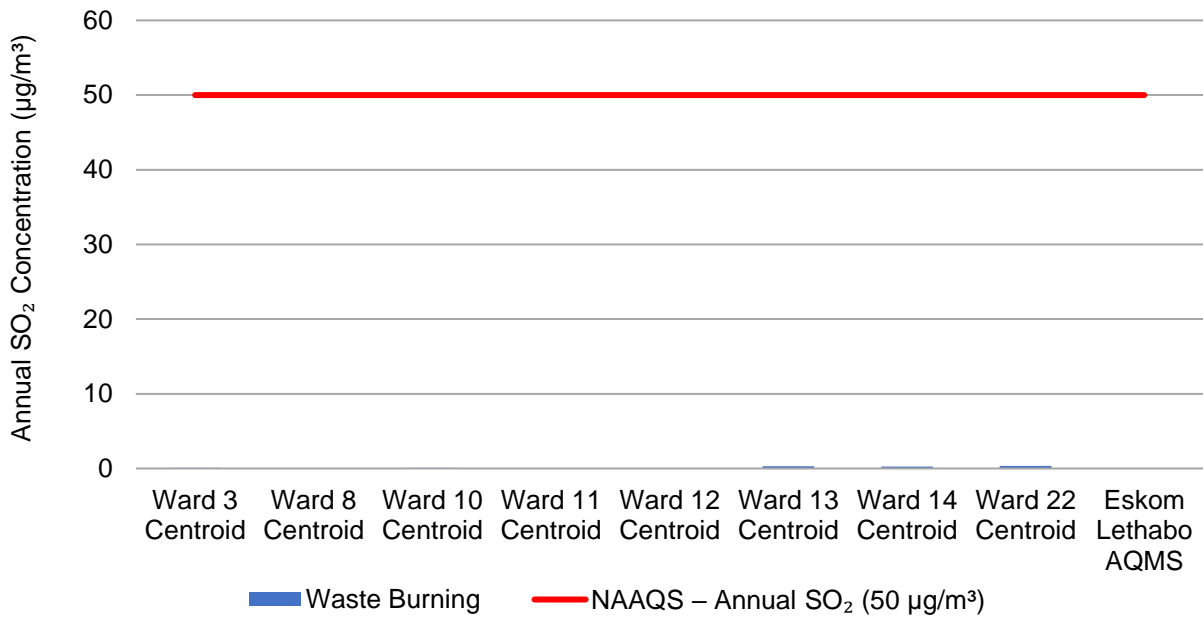 Annual SO₂ Concentration (µg/m³)
60
50
40
30
20
10
0
Ward 3 Centroid
Ward 8 Centroid
Ward 10 Centroid
Ward 11 Centroid
Ward 12 Centroid
Ward 13 Centroid
Ward 14 Centroid
Ward 22 Centroid
Eskom Lethabo AQMS
Waste Burning
NAAQS – Annual SO₂ (50 µg/m³)